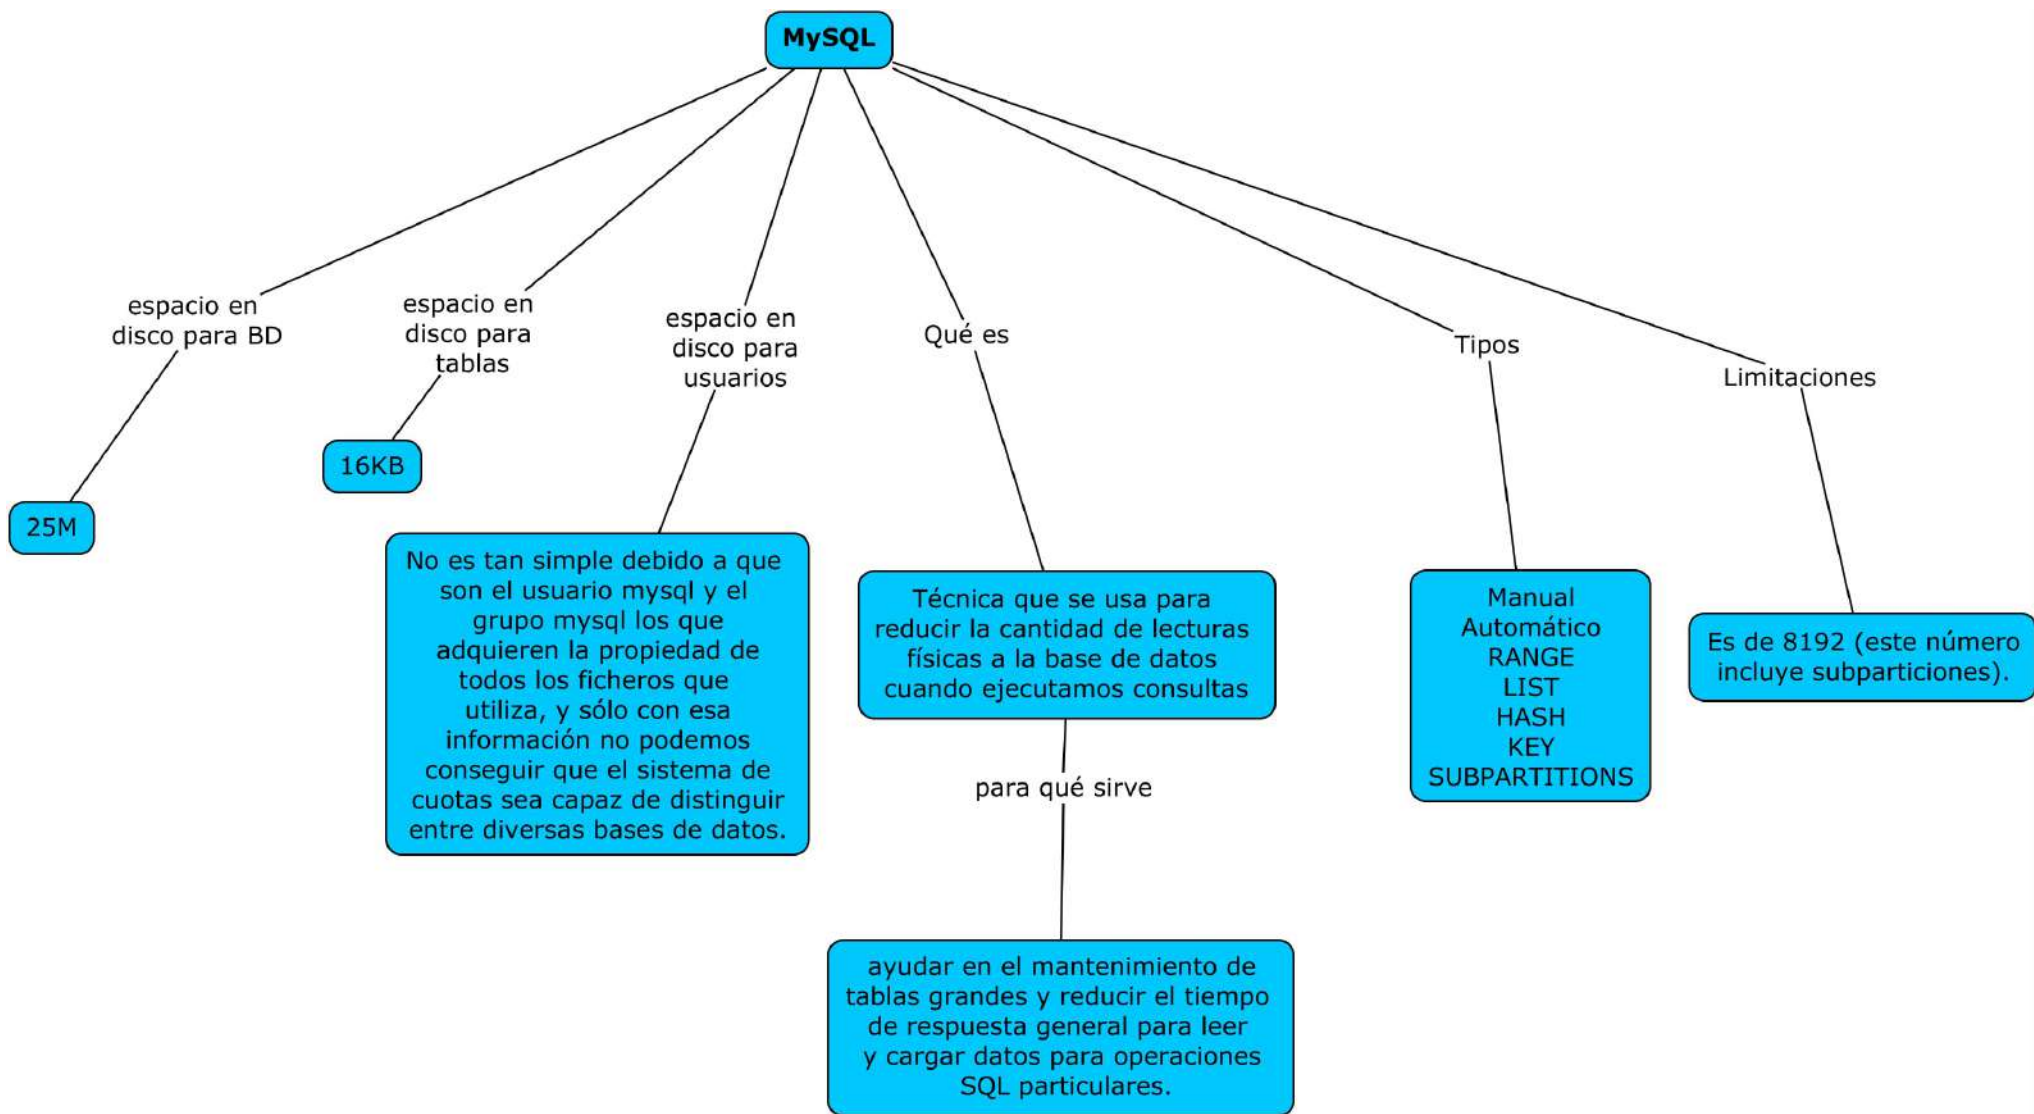 MySQL
espacio en
disco para BD
espacio en
disco para
tablas
espacio en
disco para
usuarios
Qué es
Tipos
Limitaciones
25M
16KB
No es tan simple debido a que
son el usuario mysql y el
grupo mysql los que
adquieren la propiedad de
todos los ficheros que
utiliza, y sólo con esa
información no podemos
conseguir que el sistema de
cuotas sea capaz de distinguir
entre diversas bases de datos.
Técnica que se usa para
reducir la cantidad de lecturas
físicas a la base de datos
cuando ejecutamos consultas
Manual
Automático
RANGE
LIST
HASH
KEY
SUBPARTITIONS
Es de 8192 (este número
incluye subparticiones).
para qué sirve
ayudar en el mantenimiento de
tablas grandes y reducir el tiempo
de respuesta general para leer
y cargar datos para operaciones
SQL particulares.